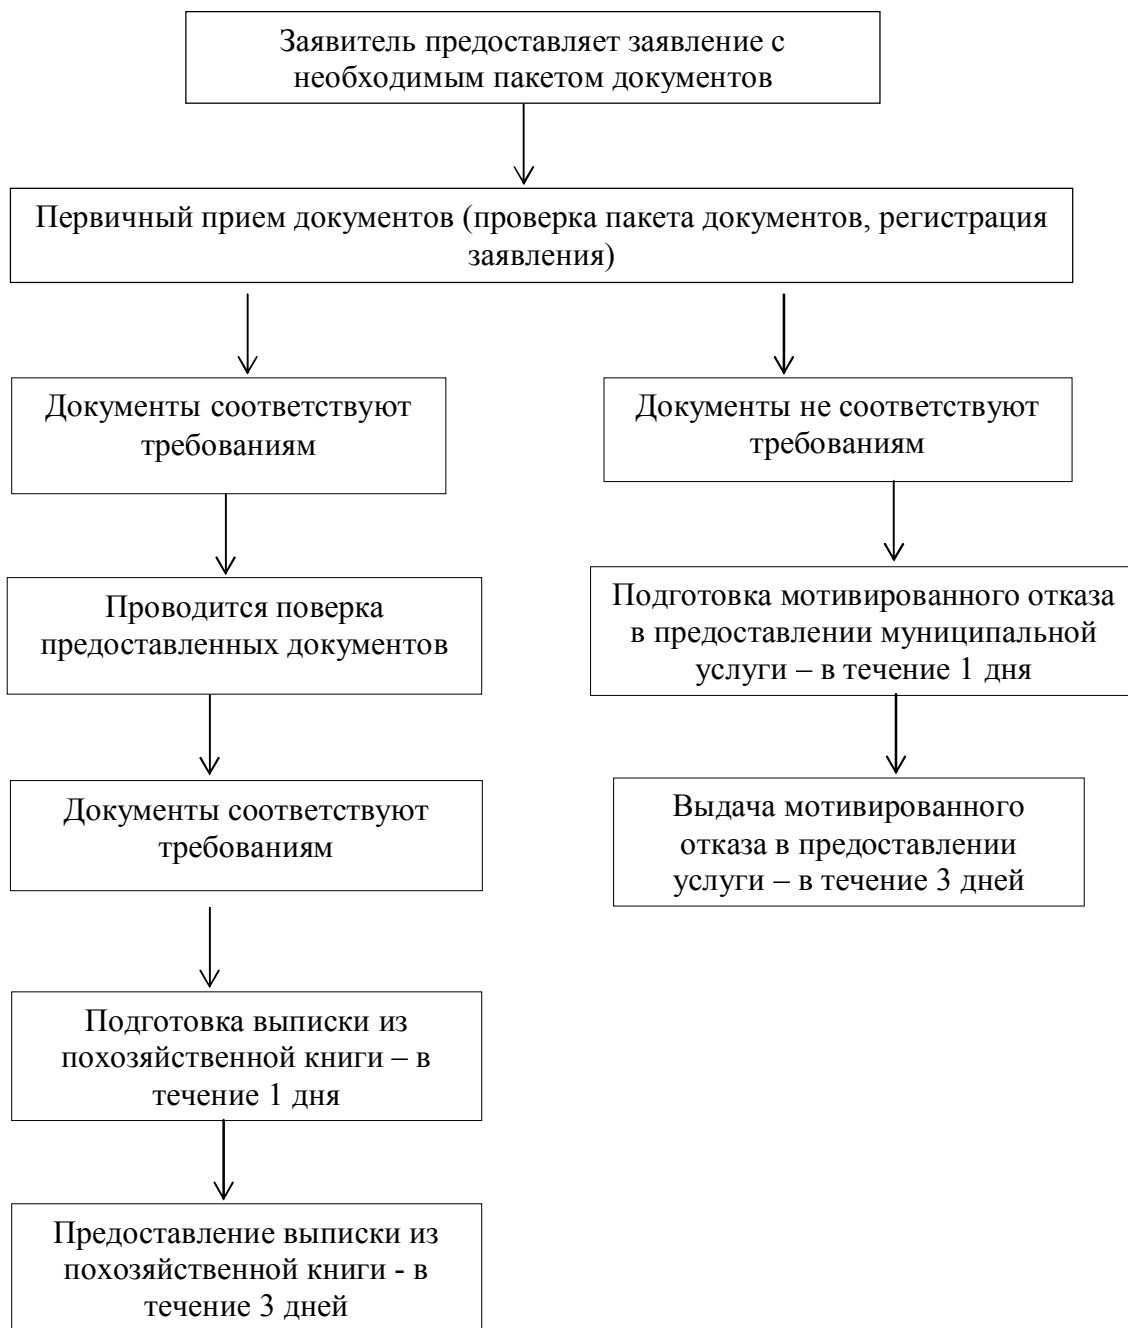 Заявитель предоставляет заявление с
необходимым пакетом документов
Первичный прием документов (проверка пакета документов, регистрация
заявления)
Документы соответствуют
требованиям
Документы не соответствуют
требованиям
Проводится поверка
предоставленных документов
Подготовка мотивированного отказа
в предоставлении муниципальной
услуги – в течение 1 дня
Документы соответствуют
требованиям
Выдача мотивированного
отказа в предоставлении
услуги – в течение 3 дней
Подготовка выписки из
похозяйственной книги – в
течение 1 дня
Предоставление выписки из
похозяйственной книги - в
течение 3 дней